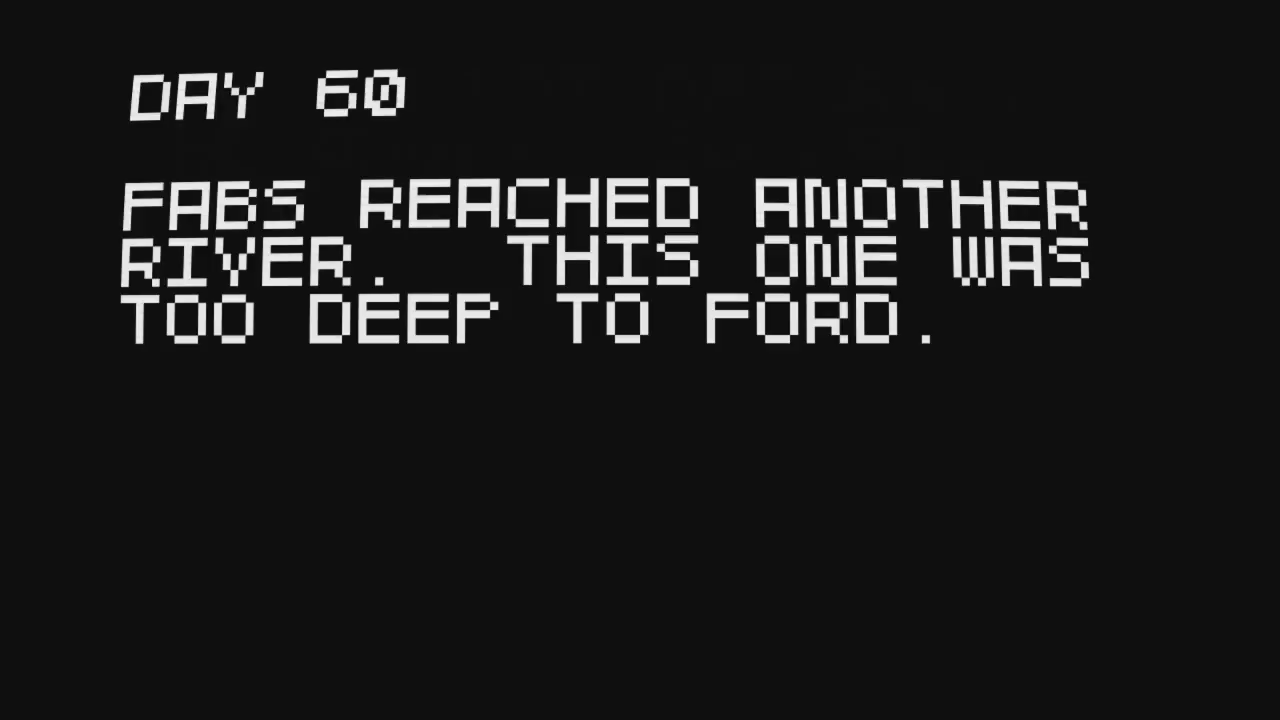 DAY 60
FABS REACHED ANOTHER
RIVER.  THIS ONE WAS
TOO DEEP TO FORD.